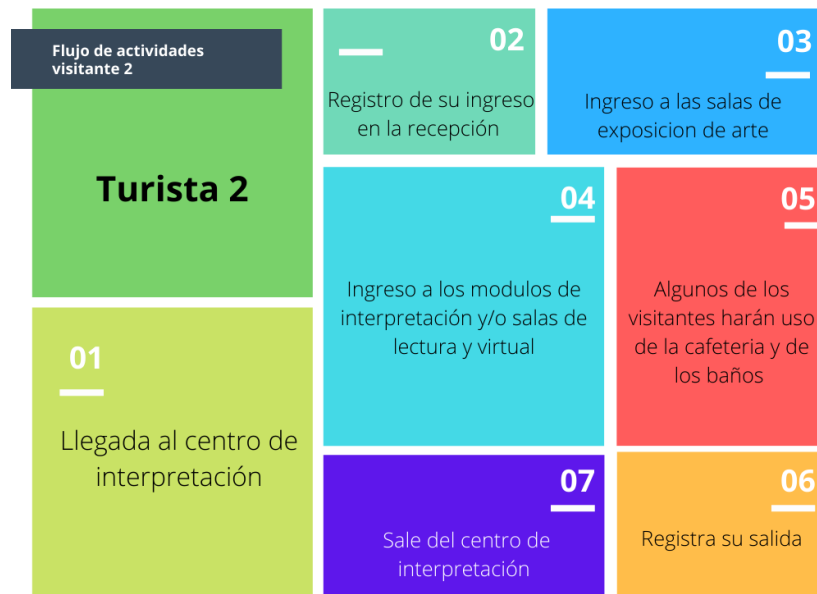 Flujo de actividades
visitante 2
Turista 2
01
Llegada al centro de
interpretación
02
Registro de su ingreso
en la recepción
03
Ingreso a las salas de
exposicion de arte
04
Ingreso a los modulos de
interpretación y/o salas de
lectura y virtual
05
Algunos de los
visitantes harán uso
de la cafeteria y de
los baños
06
Registra su salida
07
Sale del centro de
interpretación